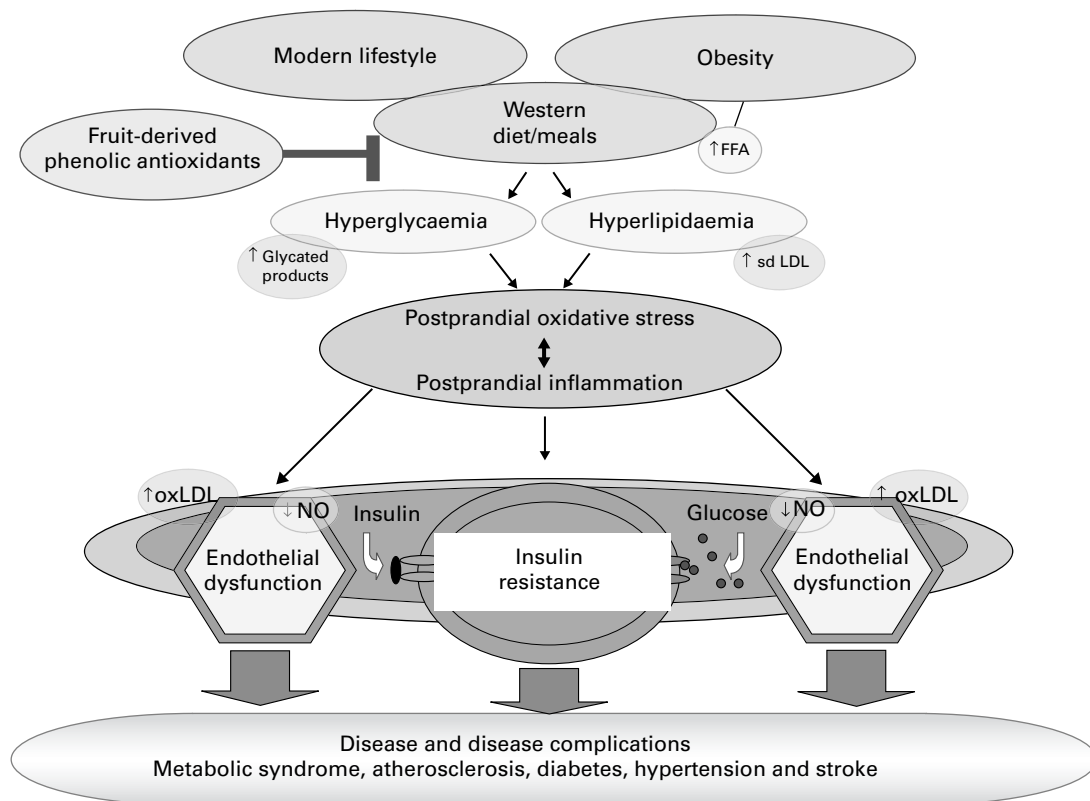 Modern lifestyle
Obesity
Western
diet/meals
Fruit-derived
phenolic antioxidants
↑FFA
Hyperglycaemia
Hyperlipidaemia
↑ Glycated
products
↑ sd LDL
Postprandial oxidative stress
Postprandial inflammation
↑oxLDL
↓NO
Insulin
Glucose
↓NO
↑ oxLDL
Endothelial
dysfunction
Insulin
resistance
Endothelial
dysfunction
Disease and disease complications
Metabolic syndrome, atherosclerosis, diabetes, hypertension and stroke